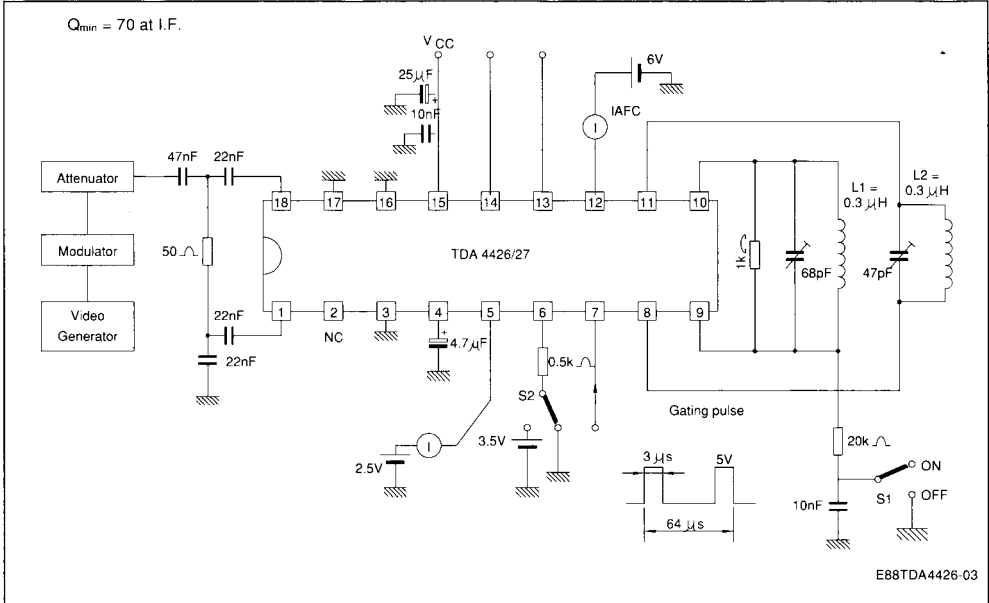 Qmin = 70 at I.F.
VCC
25µF
+
10nF
6V
IAFC
I
47nF
22nF
Attenuator
Modulator
Video
Generator
50
22nF
22nF
18
17
16
15
14
13
12
11
10
TDA 4426/27
1
2
3
4
5
6
7
8
9
NC
+
4.7µF
0.5k
S2
3.5V
I
2.5V
1k
68pF
L1 =
0.3 µH
L2 =
0.3 µH
47pF
Gating pulse
3 µs
5V
64 µs
20k
10nF
S1
ON
OFF
E88TDA4426-03